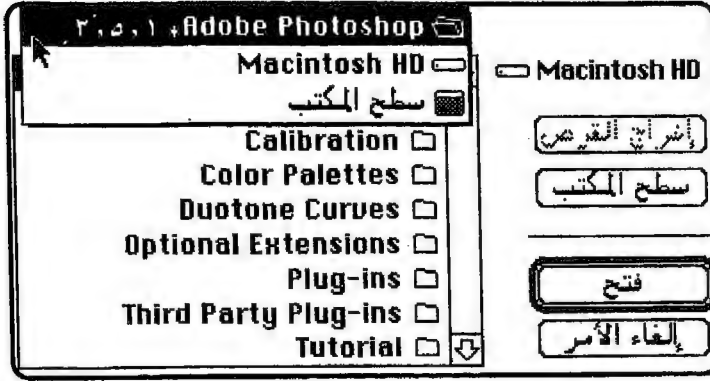 Adobe Photoshop ٢,٥,١
Macintosh HD
سطح المكتب
Calibration
Color Palettes
Duotone Curves
Optional Extensions
Plug-ins
Third Party Plug-ins
Tutorial
Macintosh HD
إخراج القرص
سطح المكتب
فتح
إلغاء الأمر